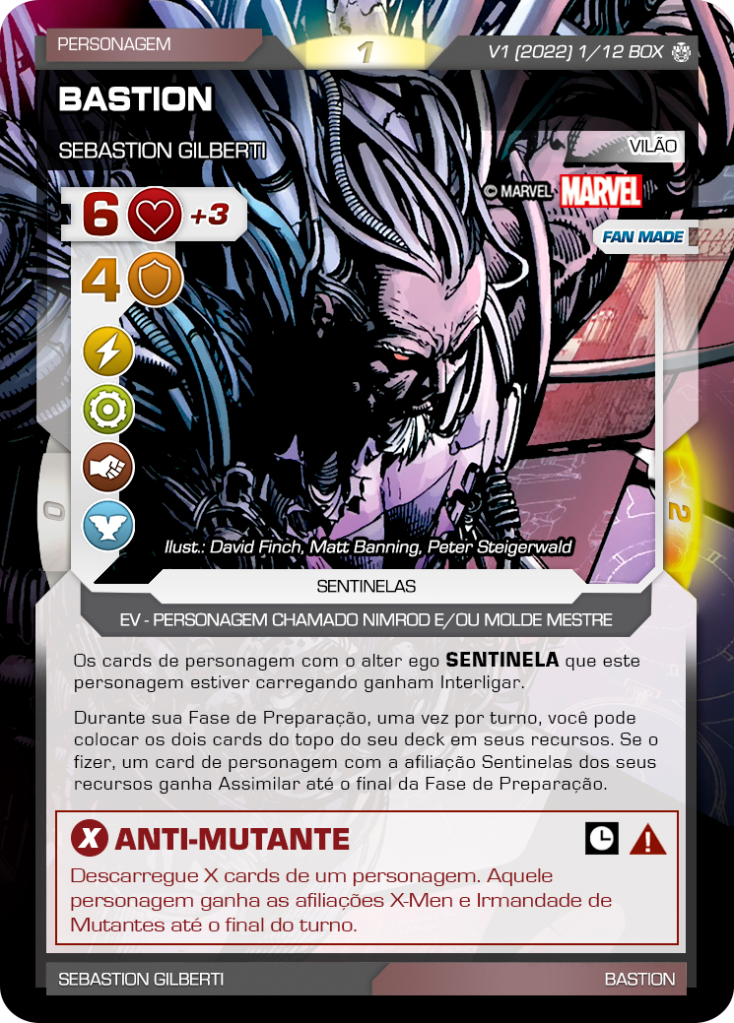 PERSONAGEM
1
V1 (2022) 1/12 BOX
BASTION
SEBASTION GILBERTI
VILÃO
© MARVEL MARVEL
6 +3
FAN MADE
4
0
2
Ilust.: David Finch, Matt Banning, Peter Steigerwald
SENTINELAS
EV - PERSONAGEM CHAMADO NIMROD E/OU MOLDE MESTRE
Os cards de personagem com o alter ego SENTINELA que este
personagem estiver carregando ganham Interligar.
Durante sua Fase de Preparação, uma vez por turno, você pode
colocar os dois cards do topo do seu deck em seus recursos. Se o
fizer, um card de personagem com a afiliação Sentinelas dos seus
recursos ganha Assimilar até o final da Fase de Preparação.
X ANTI-MUTANTE
Descarregue X cards de um personagem. Aquele
personagem ganha as afiliações X-Men e Irmandade de
Mutantes até o final do turno.
SEBASTION GILBERTI
BASTION